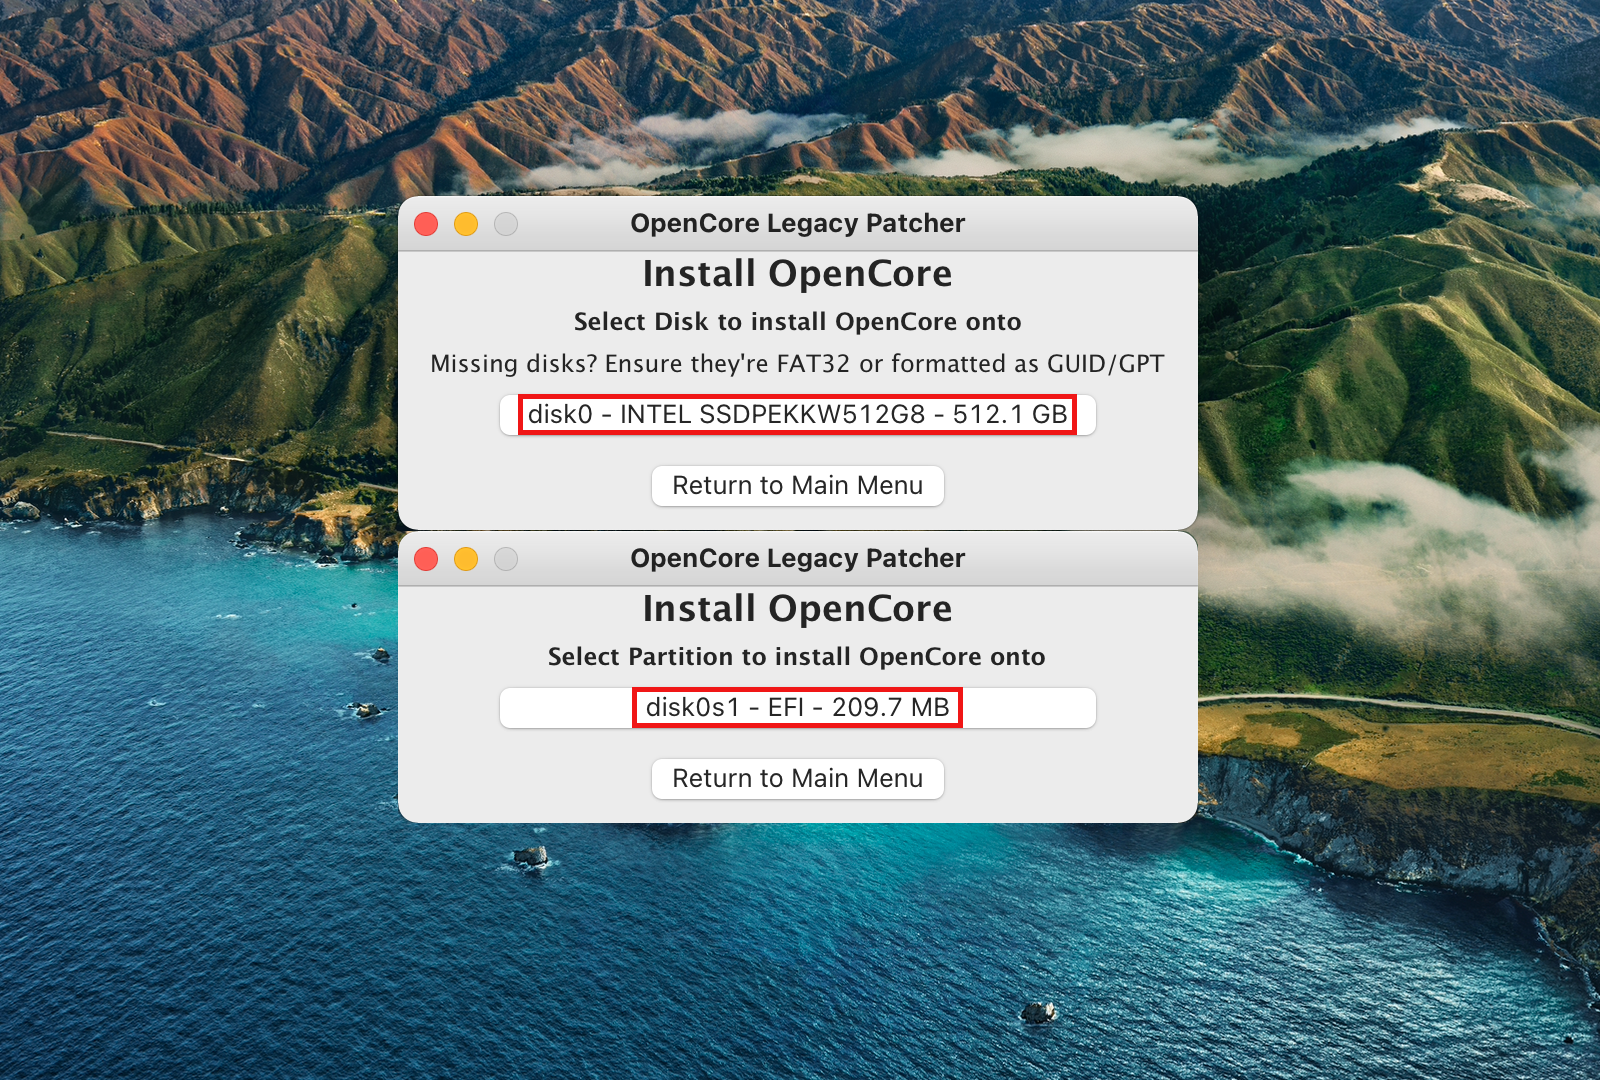 OpenCore Legacy Patcher
Install OpenCore
Select Disk to install OpenCore onto
Missing disks? Ensure they're FAT32 or formatted as GUID/GPT
disk0 - INTEL SSDPEKKW512G8 - 512.1 GB
Return to Main Menu
OpenCore Legacy Patcher
Install OpenCore
Select Partition to install OpenCore onto
disk0s1 - EFI - 209.7 MB
Return to Main Menu